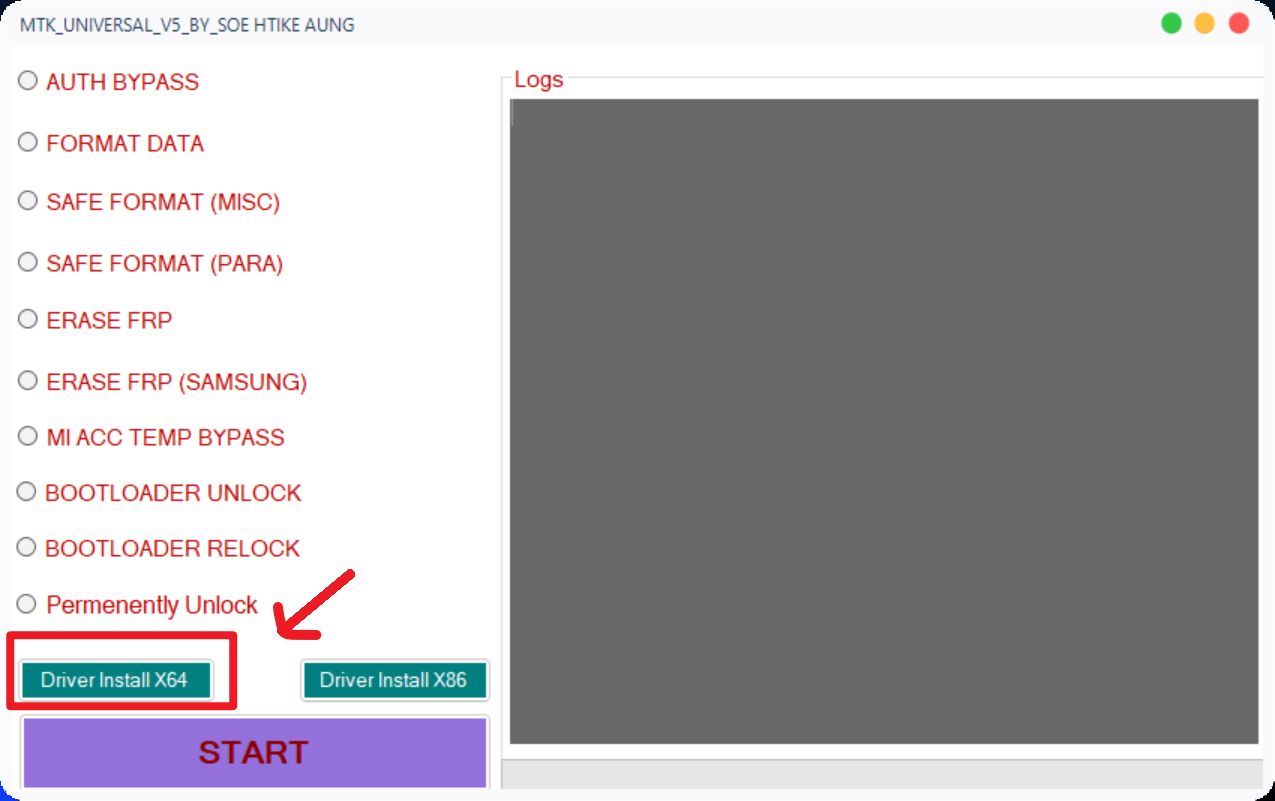 MTK_UNIVERSAL_V5_BY_SOE HTIKE AUNG
AUTH BYPASS
FORMAT DATA
SAFE FORMAT (MISC)
SAFE FORMAT (PARA)
ERASE FRP
ERASE FRP (SAMSUNG)
MI ACC TEMP BYPASS
BOOTLOADER UNLOCK
BOOTLOADER RELOCK
Permenently Unlock
Driver Install X64
Driver Install X86
START
Logs